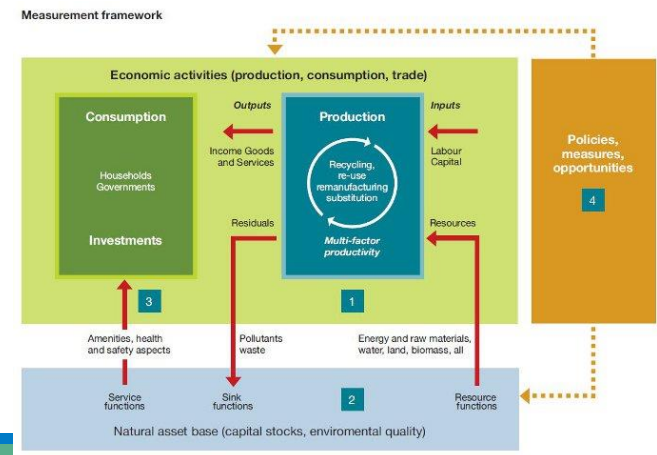 Measurement framework
Economic activities (production, consumption, trade)
Consumption
Households
Governments
Investments
3
Outputs
Income Goods
and Services
Residuals
Production
Recycling,
re-use
remanufacturing
substitution
Multi-factor
productivity
1
Inputs
Labour
Capital
Resources
Policies,
measures,
opportunities
4
Amenities, health
and safety aspects
Pollutants
waste
Energy and raw materials,
water, land, biomass, all
Service
functions
Sink
functions
2
Resource
functions
Natural asset base (capital stocks, enviromental quality)